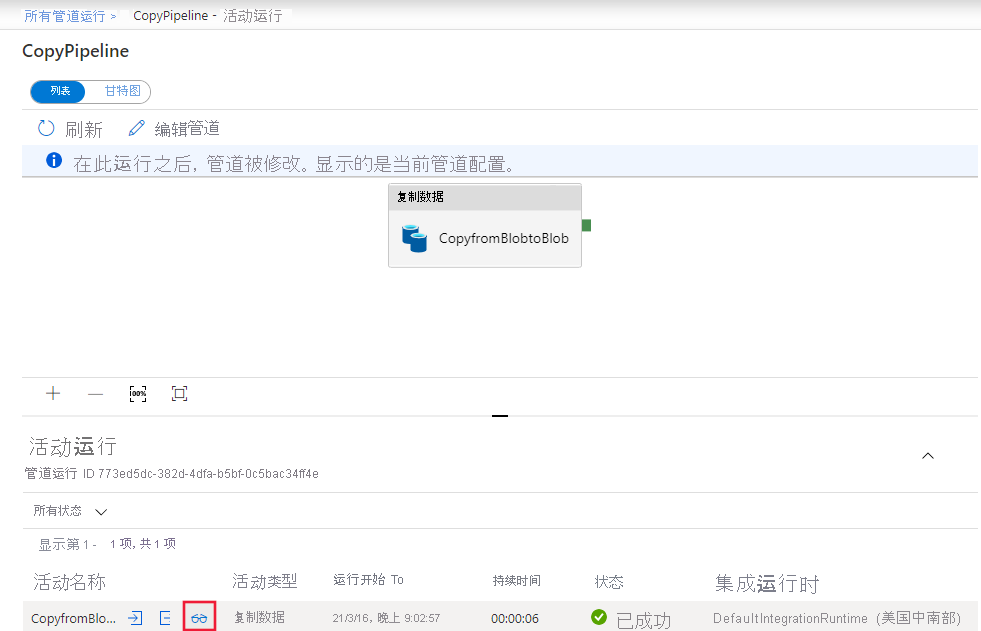 所有管道运行 > CopyPipeline - 活动运行
CopyPipeline
列表 甘特图
刷新 编辑管道
在此运行之后, 管道被修改。显示的是当前管道配置。
复制数据
CopyfromBlobtoBlob
100%
活动运行
管道运行 ID 773ed5dc-382d-4dfa-b5bf-0c5bac34ff4e
所有状态
显示第 1 - 1 项, 共 1 项
活动名称 活动类型 运行开始 To 持续时间 状态 集成运行时
CopyfromBlo... 复制数据 21/3/16, 晚上 9:02:57 00:00:06 已成功 DefaultIntegrationRuntime (美国中南部)